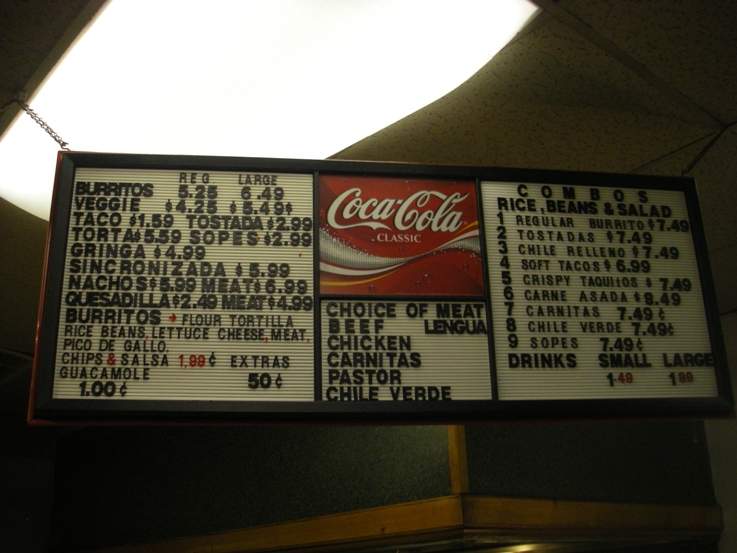 REG LARGE
BURRITOS 5.25 6.49
VEGGIE $4.25 $5.49¢
TACO $1.59 TOSTADA $2.99
TORTA $5.59 SOPES $2.99
GRINGA $4.99
SINCRONIZADA $5.99
NACHOS $5.99 MEAT $6.99
QUESADILLA $2.49 MEAT $4.99
BURRITOS → FLOUR TORTILLA
RICE BEANS, LETTUCE CHEESE, MEAT,
PICO DE GALLO.
CHIPS & SALSA 1.99¢ EXTRAS
GUACAMOLE 50¢
1.00¢
Coca-Cola
CLASSIC
CHOICE OF MEAT
BEEF LENGUA
CHICKEN
CARNITAS
PASTOR
CHILE VERDE
COMBOS
RICE, BEANS & SALAD
1 REGULAR BURRITO $7.49
2 TOSTADAS $7.49
3 CHILE RELLENO $7.49
4 SOFT TACOS $6.99
5 CRISPY TAQUIIOS $7.49
6 CARNE ASADA $8.49
7 CARNITAS 7.49¢
8 CHILE VERDE 7.49¢
9 SOPES 7.49¢
DRINKS SMALL LARGE
1.49 1.99